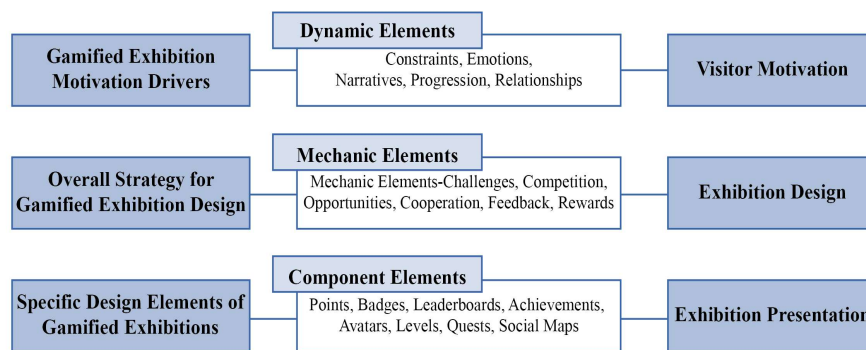 Dynamic Elements
Gamified Exhibition
Motivation Drivers
Constraints, Emotions,
Narratives, Progression, Relationships
Visitor Motivation
Mechanic Elements
Overall Strategy for
Gamified Exhibition Design
Mechanic Elements-Challenges, Competition,
Opportunities, Cooperation, Feedback, Rewards
Exhibition Design
Component Elements
Specific Design Elements of
Gamified Exhibitions
Points, Badges, Leaderboards, Achievements,
Avatars, Levels, Quests, Social Maps
Exhibition Presentation